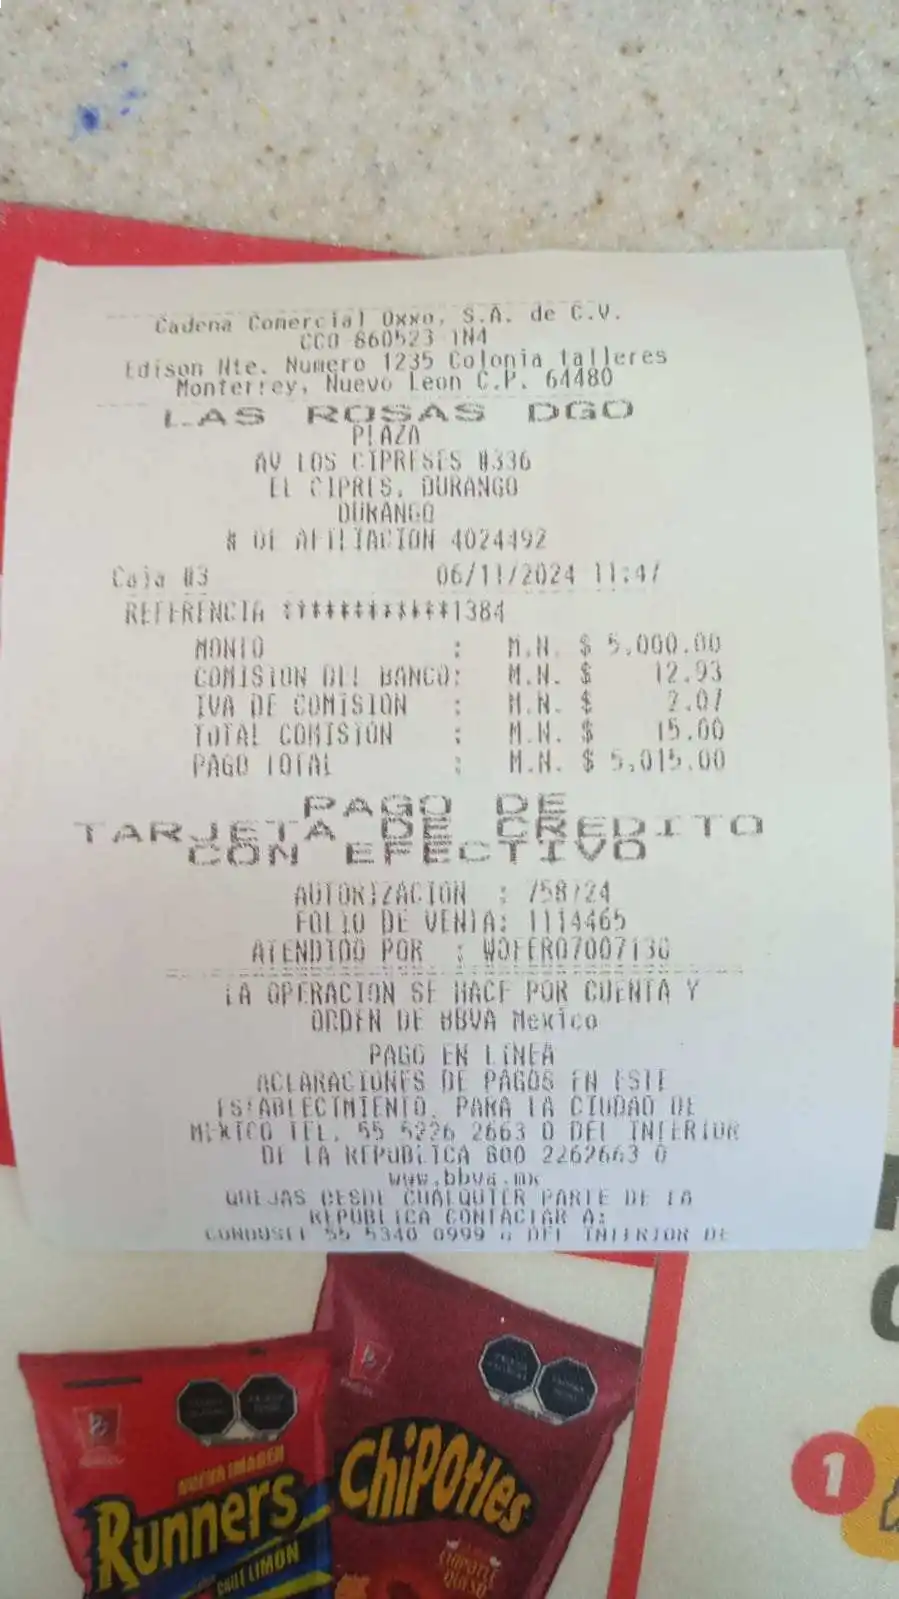 Cadena Comercial Oxxo, S.A. de C.V.
CCO 860523 1N4
Edison Nte. Numero 1235 Colonia talleres
Monterrey, Nuevo Leon C.P. 64480
LAS ROSAS DGO
PLAZA
AV LOS CIPRESES #336
EL CIPRES, DURANGO
DURANGO
# DE AFILIACION 4024492
Caja #3 06/11/2024 11:47
REFERENCIA ************1384
MONTO : M.N. $ 5,000.00
COMISION DEL BANCO: M.N. $ 12.93
IVA DE COMISION : M.N. $ 2.07
TOTAL COMISION : M.N. $ 15.00
PAGO TOTAL : M.N. $ 5,015.00
PAGO DE
TARJETA DE CREDITO
CON EFECTIVO
AUTORIZACION : 758724
FOLIO DE VENTA: 1114465
ATENDIDO POR :
LA OPERACION SE HACE POR CUENTA Y
ORDEN DE BBVA Mexico
PAGO EN LINEA
ACLARACIONES DE PAGOS EN ESTE
ESTABLECIMIENTO, PARA LA CIUDAD DE
MEXICO TEL. 55 5226 2663 O DEL INTERIOR
DE LA REPUBLICA 800 2262663 O
www.bbva.mx
QUEJAS DESDE CUALQUIER PARTE DE LA
REPUBLICA CONTACTAR A:
CONDUSEF 55 5340 0999 o DEL INTERIOR DE
NUEVA IMAGEN
Runners
CHILE LIMÓN
Chipotles
CHIPOTLE
QUESO
1